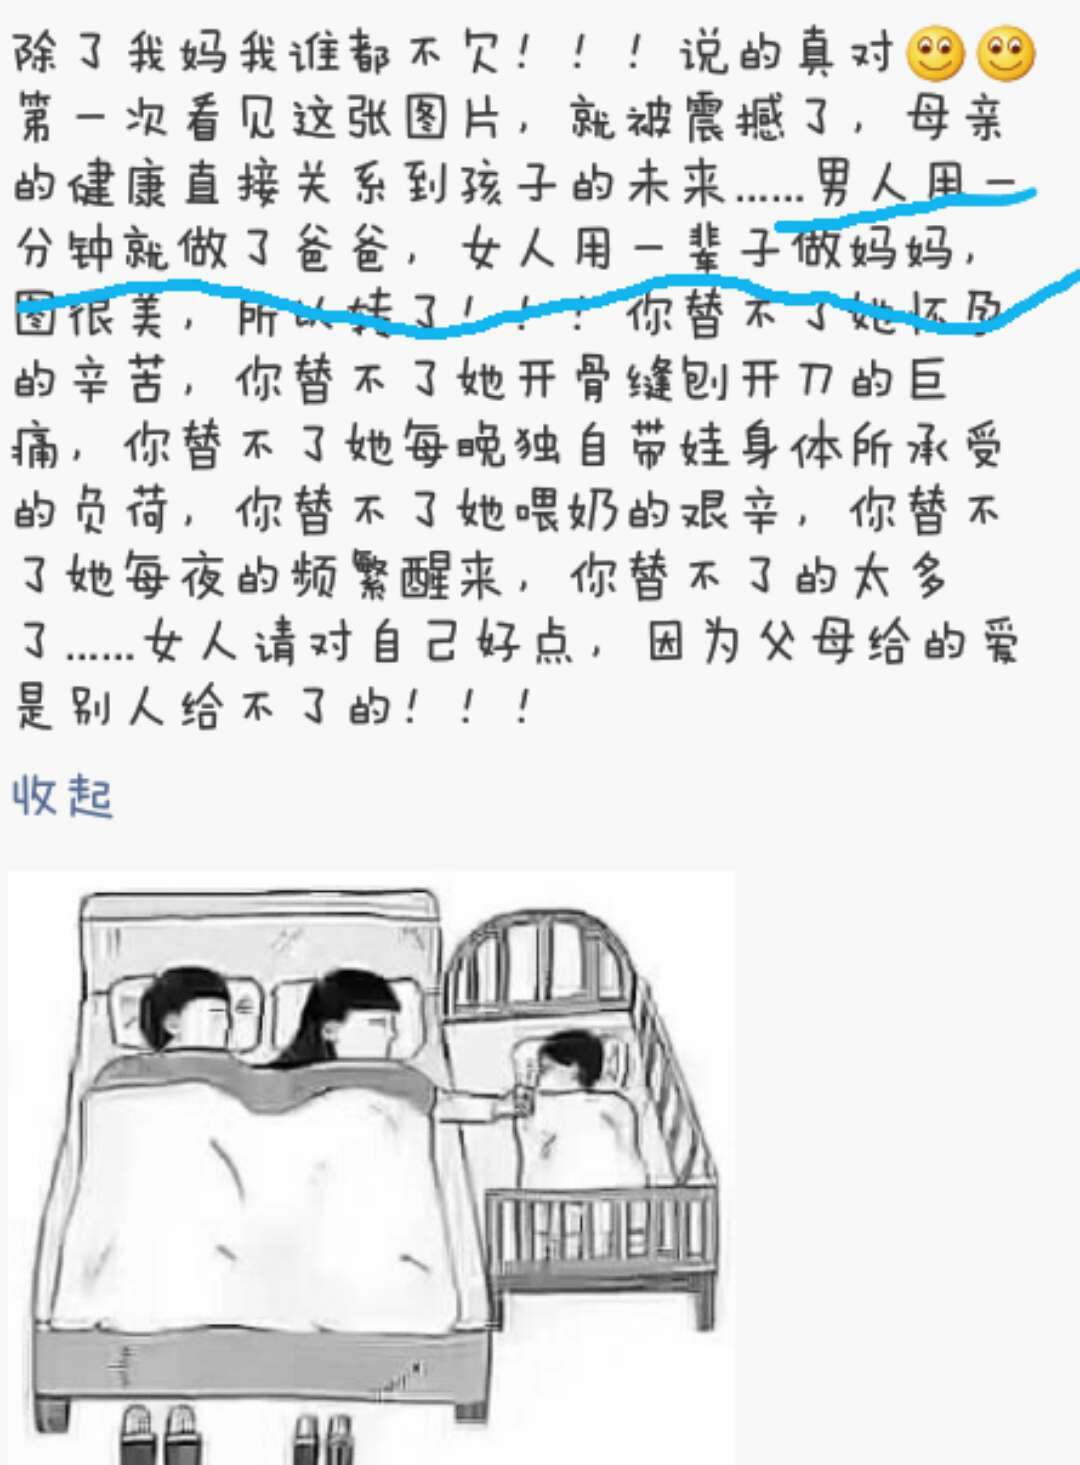 除了我妈我谁都不欠！！！说的真对
第一次看见这张图片，就被震撼了，母亲
的健康直接关系到孩子的未来……男人用一
分钟就做了爸爸，女人用一辈子做妈妈，
图很美，所以转了！！！你替不了她怀孕
的辛苦，你替不了她开骨缝刨开刀的巨
痛，你替不了她每晚独自带娃身体所承受
的负荷，你替不了她喂奶的艰辛，你替不
了她每夜的频繁醒来，你替不了的太多
了……女人请对自己好点，因为父母给的爱
是别人给不了的！！！
收起